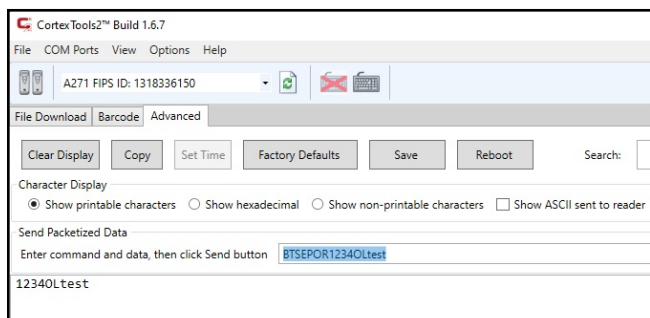 CortexTools2™ Build 1.6.7
File COM Ports View Options Help
A271 FIPS ID: 1318336150
File Download Barcode Advanced
Clear Display Copy Set Time Factory Defaults Save Reboot Search:
Character Display
Show printable characters Show hexadecimal Show non-printable characters Show ASCII sent to reader
Send Packetized Data
Enter command and data, then click Send button BTSEPOR1234OLtest
1234OLtest